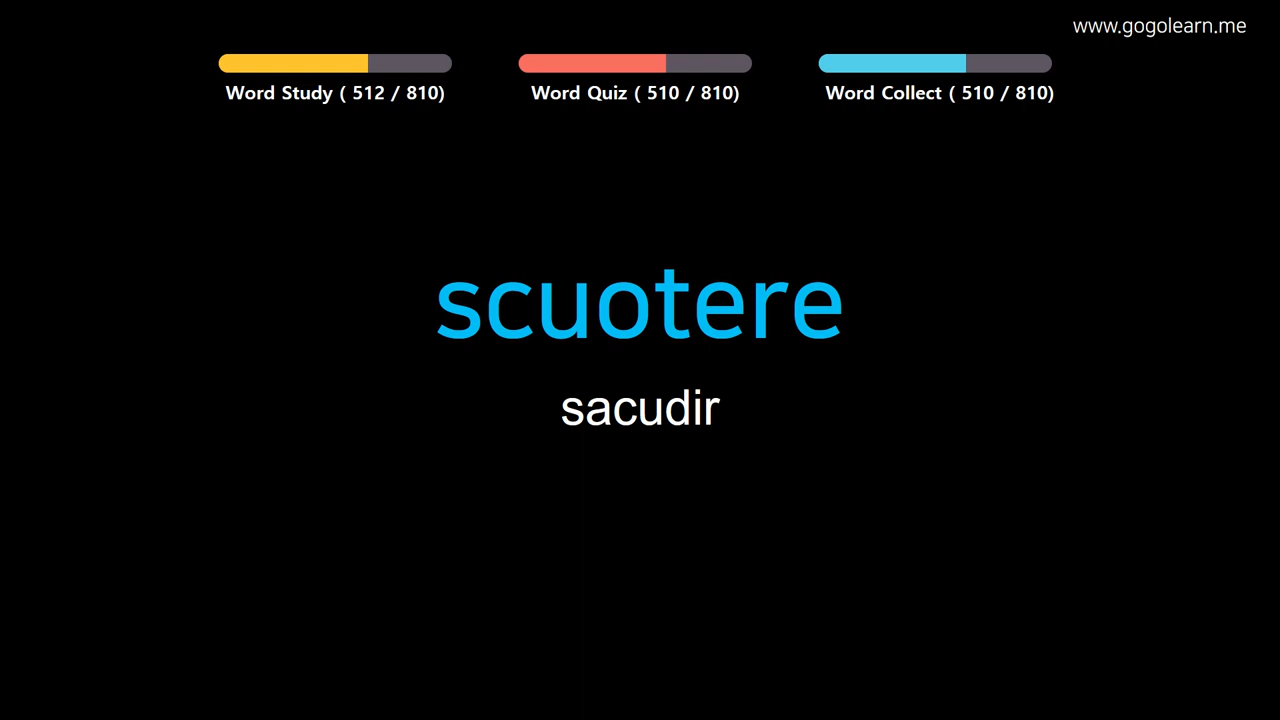 www.gogolearn.me
Word Study ( 512 / 810)
Word Quiz ( 510 / 810)
Word Collect ( 510 / 810)
scuotere
sacudir